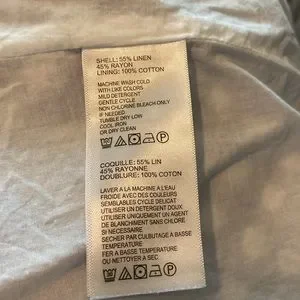 SHELL: 55% LINEN
45% RAYON
LINING: 100% COTTON
MACHINE WASH COLD
WITH LIKE COLORS
MILD DETERGENT
GENTLE CYCLE
NON CHLORINE BLEACH ONLY
IF NEEDED
TUMBLE DRY LOW
COOL IRON
OR DRY CLEAN
COQUILLE: 55% LIN
45% RAYONNE
DOUBLURE: 100% COTON
LAVER A LA MACHINE A L'EAU
FROIDE AVEC DES COULEURS
SEMBLABLES CYCLE DELICAT
UTILISER UN DETERGENT DOUX
UTILISER UNIQUEMENT UN AGENT
DE BLANCHIMENT SANS CHLORE
SI NECESSAIRE
SECHER PAR CULBUTAGE A BASSE
TEMPERATURE
FER A BASSE TEMPERATURE
OU NETTOYER A SEC